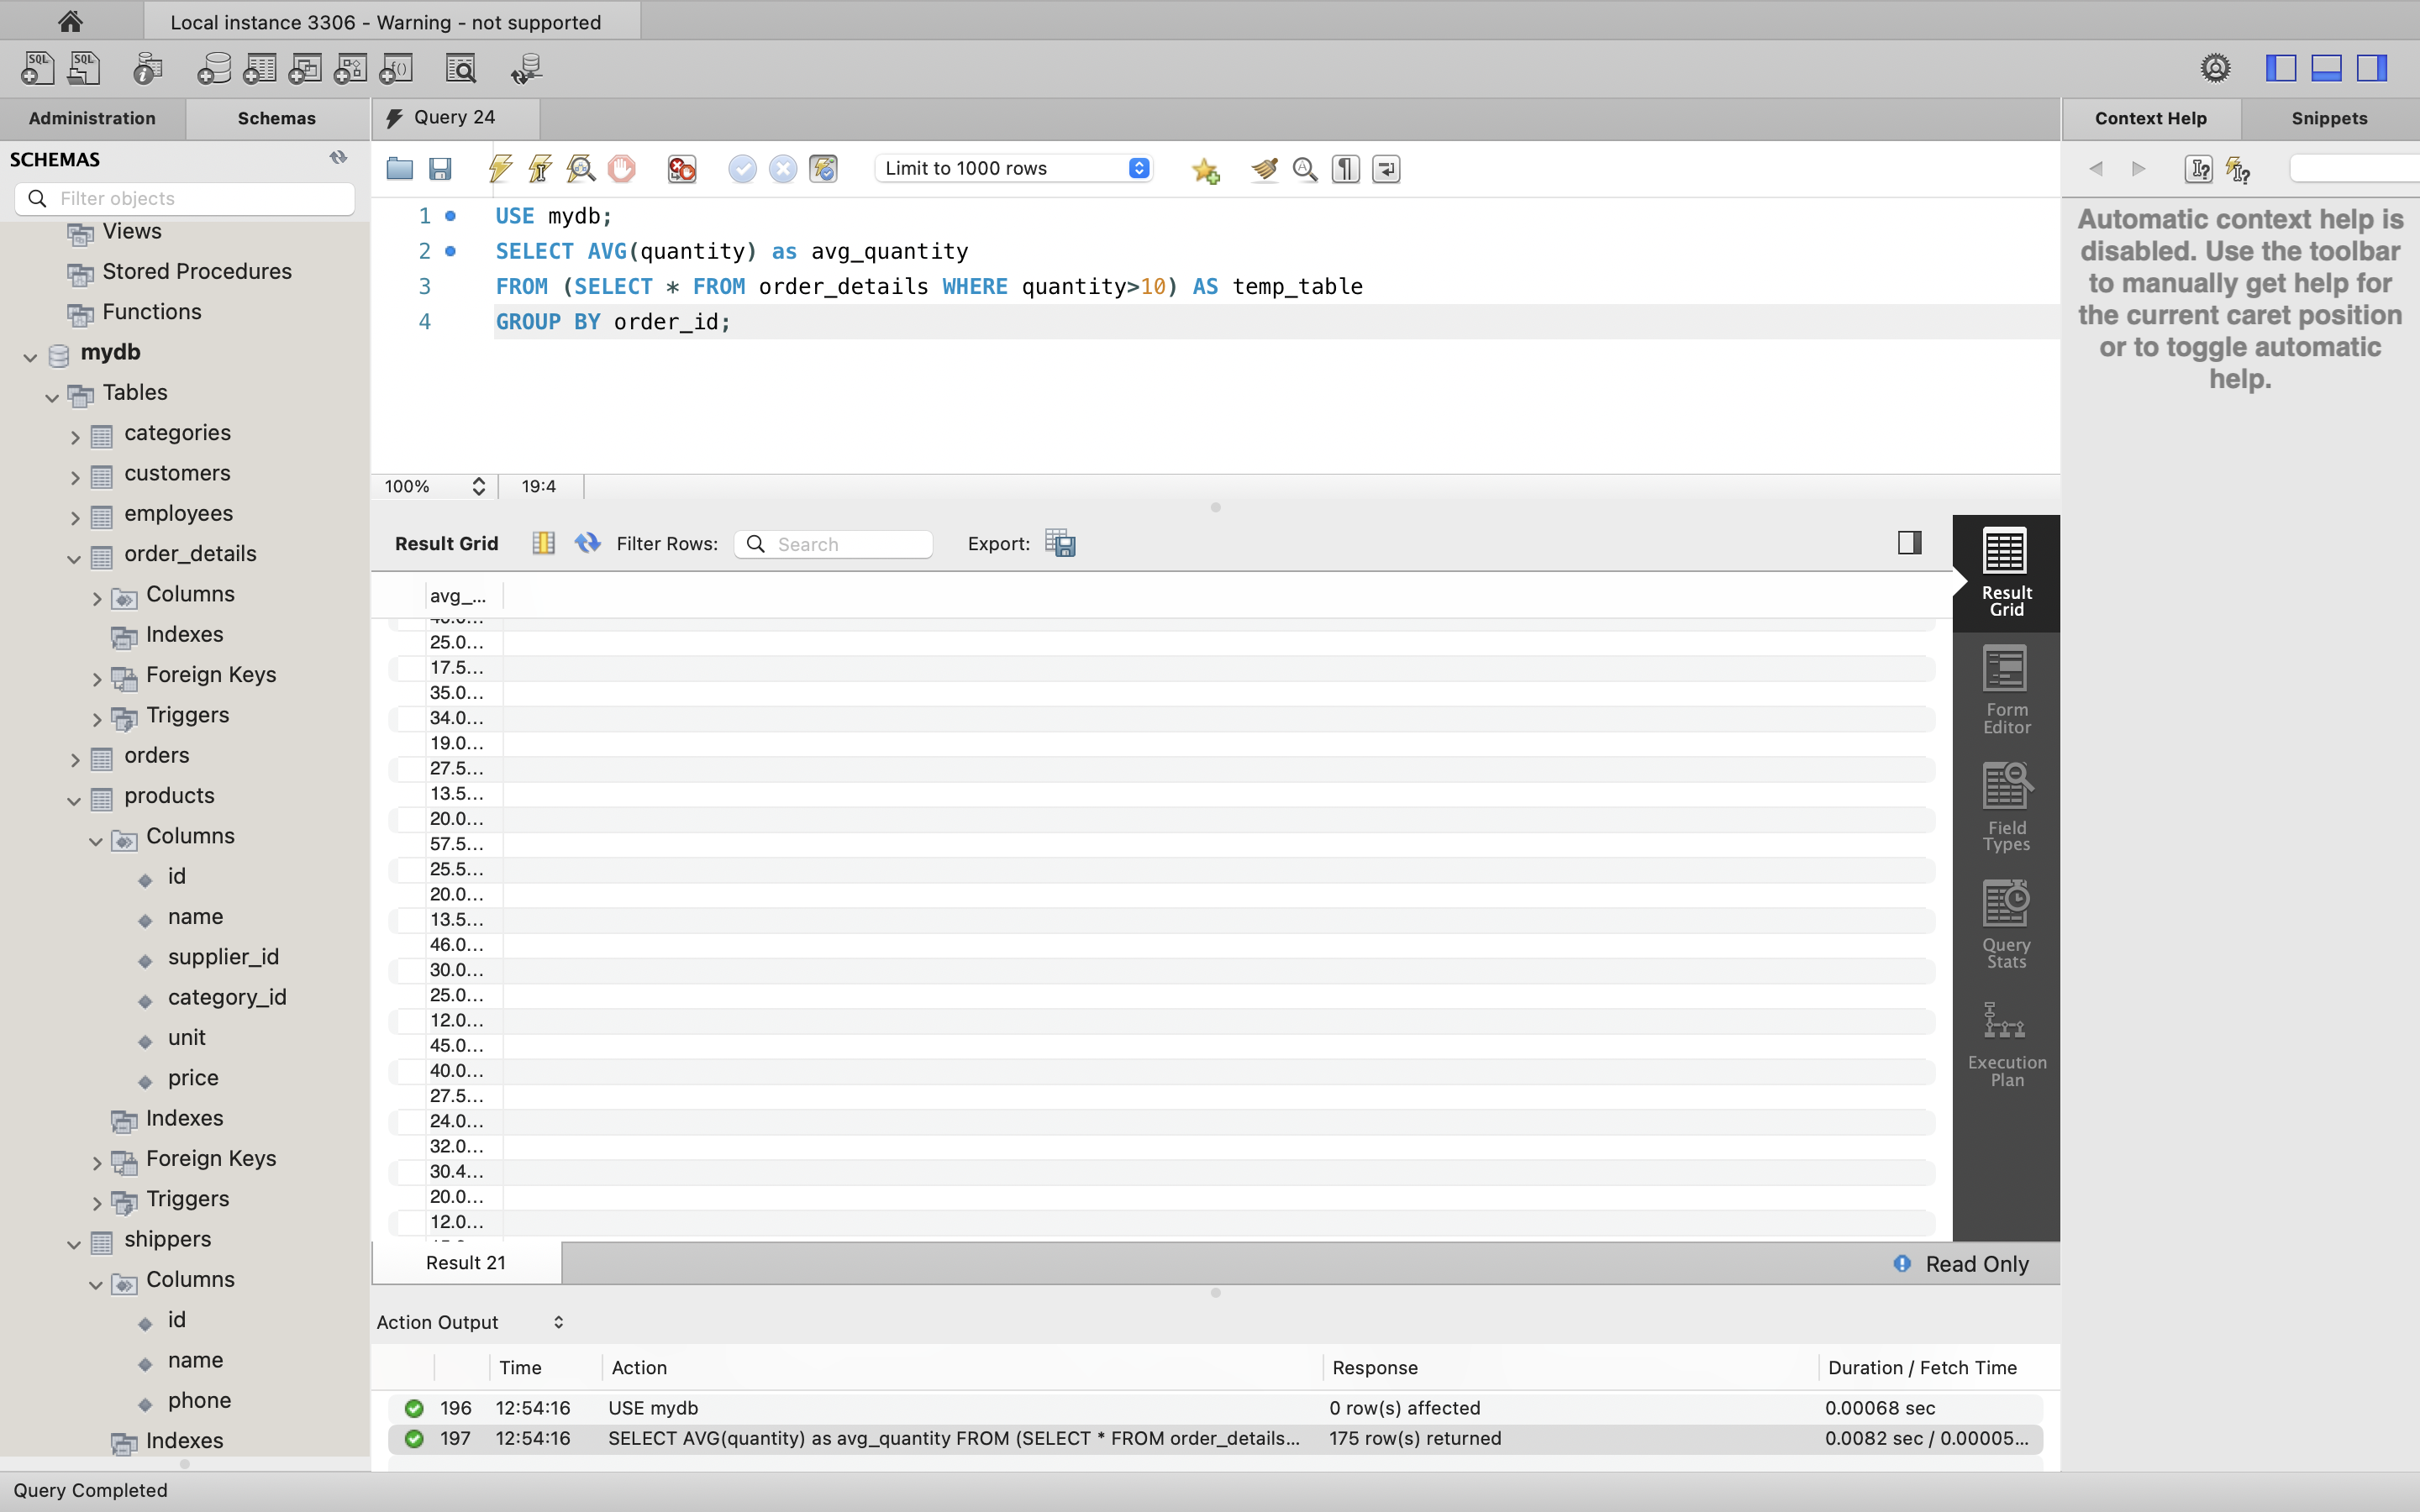 Local instance 3306 - Warning - not supported
Administration
Schemas
Query 24
Context Help
Snippets
SCHEMAS
Filter objects
Limit to 1000 rows
Views
Stored Procedures
Functions
mydb
Tables
categories
customers
employees
order_details
Columns
Indexes
Foreign Keys
Triggers
orders
products
Columns
id
name
supplier_id
category_id
unit
price
Indexes
Foreign Keys
Triggers
shippers
Columns
id
name
phone
Indexes
1 USE mydb;
2 SELECT AVG(quantity) as avg_quantity
3 FROM (SELECT * FROM order_details WHERE quantity>10) AS temp_table
4 GROUP BY order_id;
Automatic context help is
disabled. Use the toolbar
to manually get help for
the current caret position
or to toggle automatic
help.
100%
19:4
Result Grid
Filter Rows:
Search
Export:
avg_...
25.0...
17.5...
35.0...
34.0...
19.0...
27.5...
13.5...
20.0...
57.5...
25.5...
20.0...
13.5...
46.0...
30.0...
25.0...
12.0...
45.0...
40.0...
27.5...
24.0...
32.0...
30.4...
20.0...
12.0...
Result
Grid
Form
Editor
Field
Types
Query
Stats
Execution
Plan
Result 21
Read Only
Action Output
Time Action Response Duration / Fetch Time
196 12:54:16 USE mydb 0 row(s) affected 0.00068 sec
197 12:54:16 SELECT AVG(quantity) as avg_quantity FROM (SELECT * FROM order_details... 175 row(s) returned 0.0082 sec / 0.00005...
Query Completed